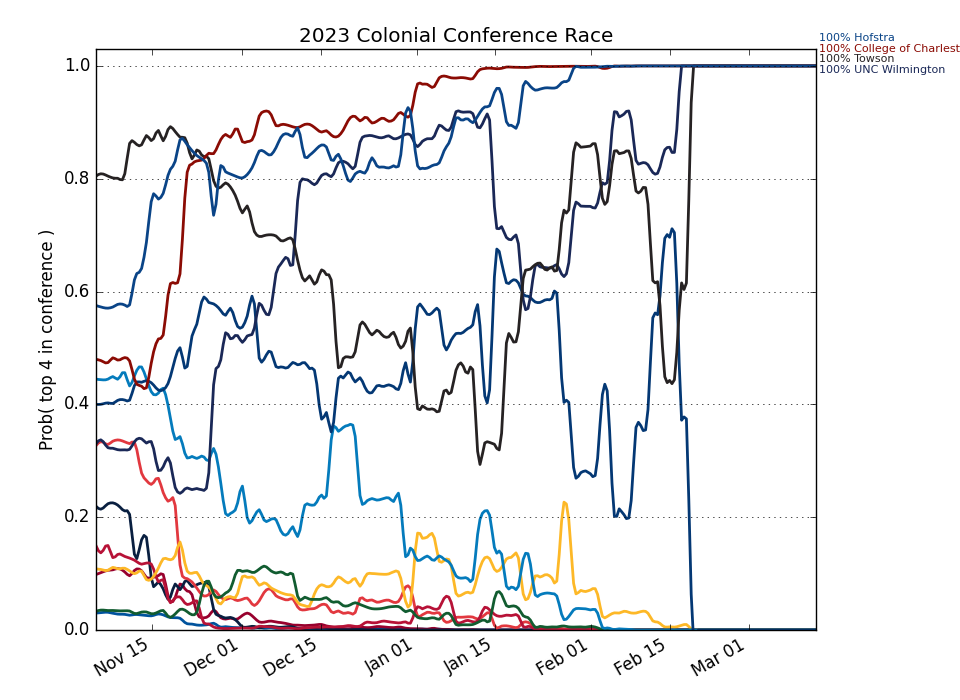 2023 Colonial Conference Race
100% Hofstra
100% College of Charlest
100% Towson
100% UNC Wilmington
1.0
0.8
0.6
0.4
0.2
0.0
Prob( top 4 in conference )
Nov 15
Dec 01
Dec 15
Jan 01
Jan 15
Feb 01
Feb 15
Mar 01